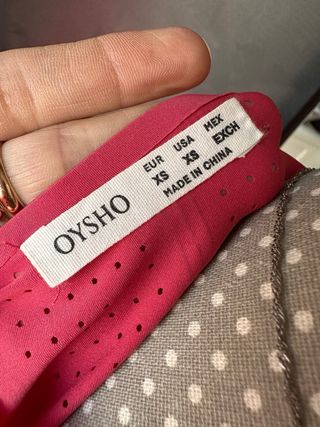 OYSHO
EUR USA MEX
XS XS EXCH
MADE IN CHINA